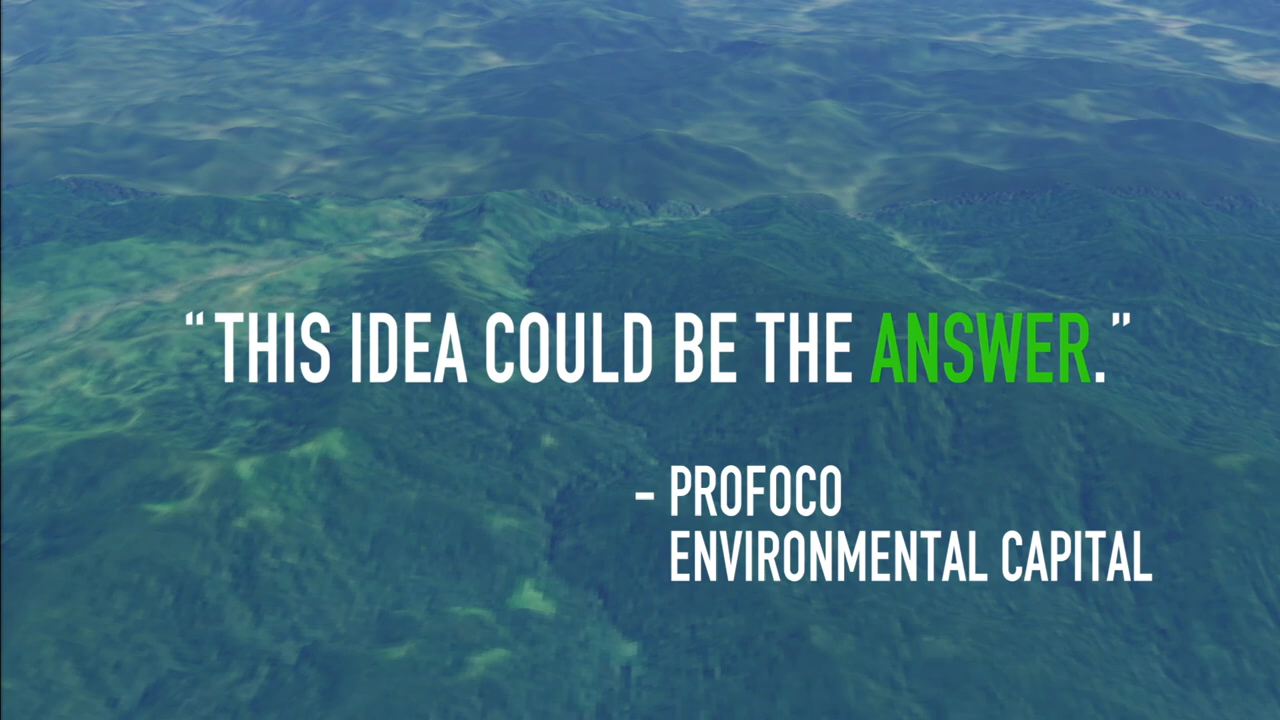 “THIS IDEA COULD BE THE ANSWER.”
- PROFOCO
ENVIRONMENTAL CAPITAL